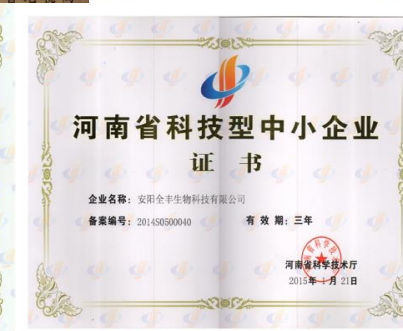 河南省科技型中小企业
证书
企业名称：安阳全丰生物科技有限公司
备案编号：2014S0500040 有效期：三年
河南省科学技术厅
2015年1月21日